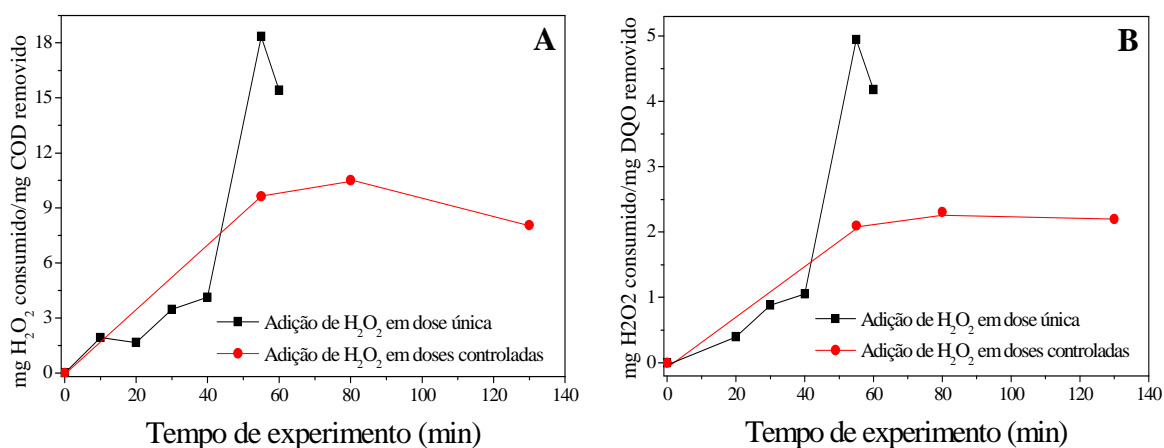 A
mg H₂O₂ consumido/mg COD removido
18
15
12
9
6
3
0
Adição de H₂O₂ em dose única
Adição de H₂O₂ em doses controladas
0 20 40 60 80 100 120 140
Tempo de experimento (min)
B
mg H2O2 consumido/mg DQO removido
5
4
3
2
1
0
Adição de H₂O₂ em dose única
Adição de H₂O₂ em doses controladas
0 20 40 60 80 100 120 140
Tempo de experimento (min)